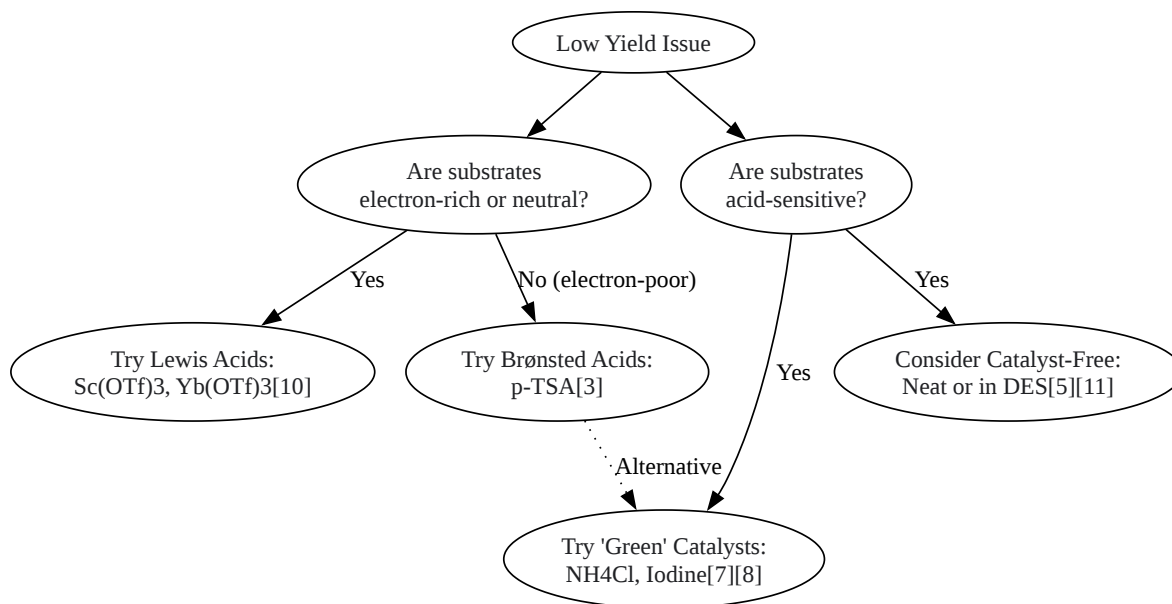 Low Yield Issue
Are substrates
electron-rich or neutral?
Are substrates
acid-sensitive?
Yes
No (electron-poor)
Yes
Try Lewis Acids:
Sc(OTf)3, Yb(OTf)3[10]
Try Brønsted Acids:
p-TSA[3]
Yes
Consider Catalyst-Free:
Neat or in DES[5][11]
Alternative
Try 'Green' Catalysts:
NH4Cl, Iodine[7][8]